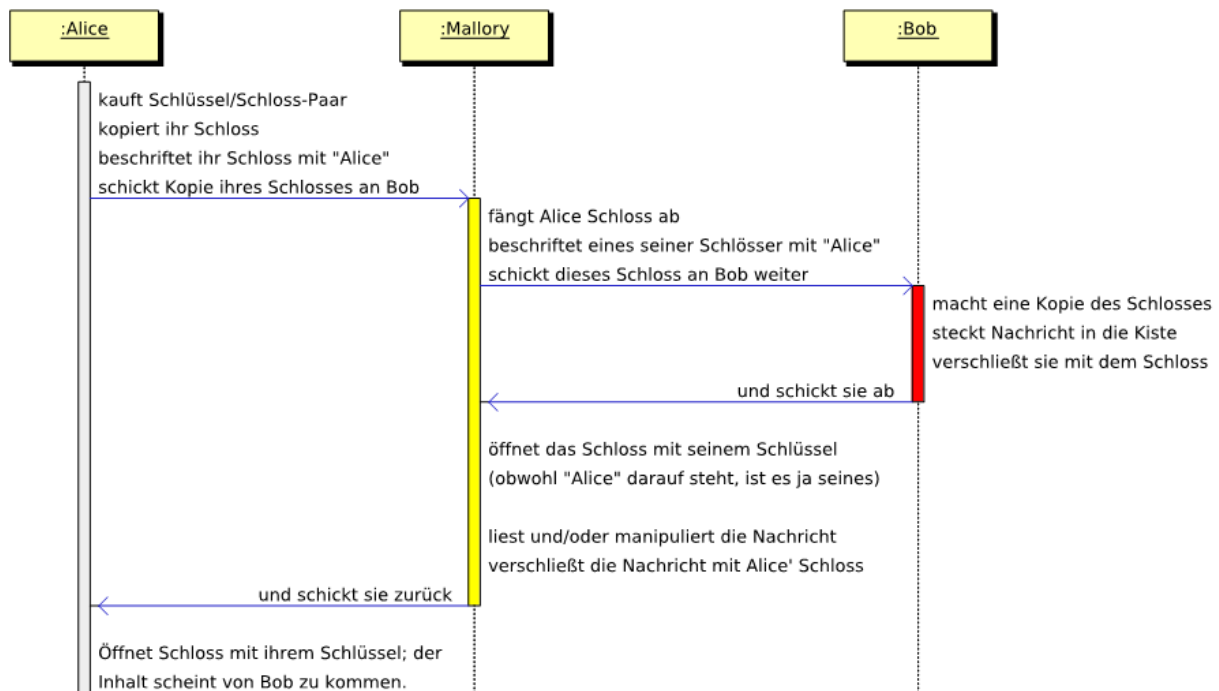 :Alice
:Mallory
:Bob
kauft Schlüssel/Schloss-Paar
kopiert ihr Schloss
beschriftet ihr Schloss mit "Alice"
schickt Kopie ihres Schlosses an Bob
fängt Alice Schloss ab
beschriftet eines seiner Schlösser mit "Alice"
schickt dieses Schloss an Bob weiter
macht eine Kopie des Schlosses
steckt Nachricht in die Kiste
verschließt sie mit dem Schloss
und schickt sie ab
öffnet das Schloss mit seinem Schlüssel
(obwohl "Alice" darauf steht, ist es ja seines)
liest und/oder manipuliert die Nachricht
verschließt die Nachricht mit Alice' Schloss
und schickt sie zurück
Öffnet Schloss mit ihrem Schlüssel; der
Inhalt scheint von Bob zu kommen.